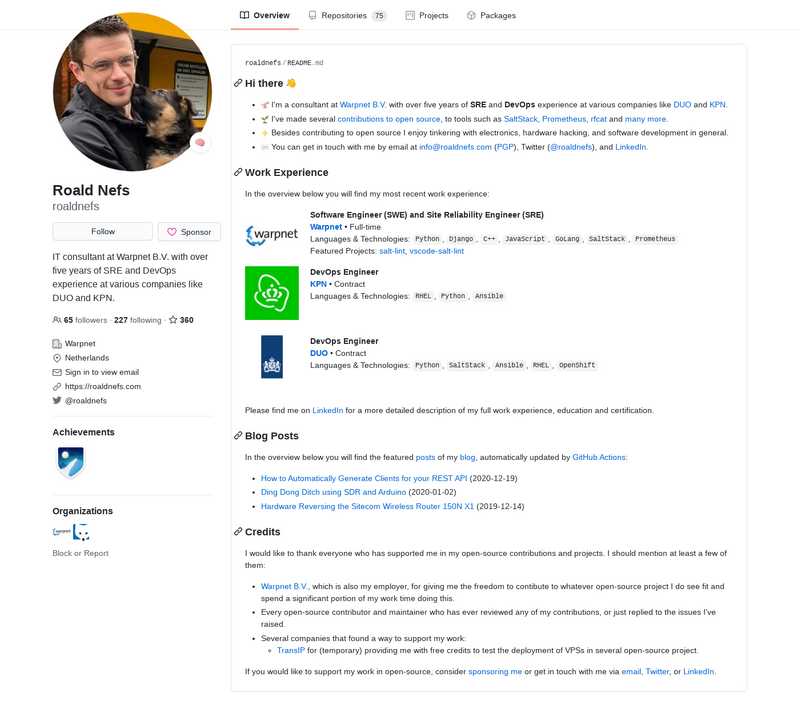 Overview
Repositories 75
Projects
Packages
roaldnefs/README.md
Hi there 👋
I'm a consultant at Warpnet B.V. with over five years of SRE and DevOps experience at various companies like DUO and KPN.
I've made several contributions to open source, to tools such as SaltStack, Prometheus, rfcat and many more.
Besides contributing to open source I enjoy tinkering with electronics, hardware hacking, and software development in general.
You can get in touch with me by email at info@roaldnefs.com (PGP), Twitter (@roaldnefs), and LinkedIn.
Roald Nefs
roaldnefs
Follow
Sponsor
IT consultant at Warpnet B.V. with over
five years of SRE and DevOps
experience at various companies like
DUO and KPN.
65 followers · 227 following · 360
Warpnet
Netherlands
Sign in to view email
https://roaldnefs.com
@roaldnefs
Achievements
Organizations
warpnet
Block or Report
Work Experience
In the overview below you will find my most recent work experience:
warpnet
Software Engineer (SWE) and Site Reliability Engineer (SRE)
Warpnet • Full-time
Languages & Technologies: Python, Django, C++, JavaScript, GoLang, SaltStack, Prometheus
Featured Projects: salt-lint, vscode-salt-lint
DevOps Engineer
KPN • Contract
Languages & Technologies: RHEL, Python, Ansible
DevOps Engineer
DUO • Contract
Languages & Technologies: Python, SaltStack, Ansible, RHEL, OpenShift
Please find me on LinkedIn for a more detailed description of my full work experience, education and certification.
Blog Posts
In the overview below you will find the featured posts of my blog, automatically updated by GitHub Actions:
How to Automatically Generate Clients for your REST API (2020-12-19)
Ding Dong Ditch using SDR and Arduino (2020-01-02)
Hardware Reversing the Sitecom Wireless Router 150N X1 (2019-12-14)
Credits
I would like to thank everyone who has supported me in my open-source contributions and projects. I should mention at least a few of
them:
Warpnet B.V., which is also my employer, for giving me the freedom to contibute to whatever open-source project I do see fit and
spend a significant portion of my work time doing this.
Every open-source contributor and maintainer who has ever reviewed any of my contributions, or just replied to the issues I've
raised.
Several companies that found a way to support my work:
TransIP for (temporary) providing me with free credits to test the deployment of VPSs in several open-source project.
If you would like to support my work in open-source, consider sponsoring me or get in touch with me via email, Twitter, or LinkedIn.